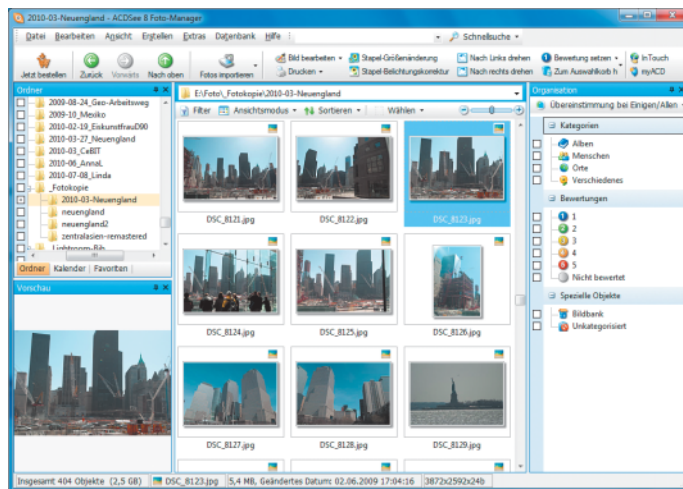 2010-03-Neuengland - ACDSee 8 Foto-Manager
Datei Bearbeiten Ansicht Erstellen Extras Datenbank Hilfe
Schnellsuche
Jetzt bestellen Zurück Vorwärts Nach oben Fotos importieren
Bild bearbeiten Stapel-Größenänderung Nach Links drehen Bewertung setzen InTouch
Drucken Stapel-Belichtungskorrektur Nach rechts drehen Zum Auswahlkorb h myACD
Ordner
2009-08-24_Geo-Arbeitsweg
2009-10_Mexiko
2010-02-19_EiskunstfrauD90
2010-03-27_Neuengland
2010-03_CeBIT
2010-06_AnnaL
2010-07-08_Linda
_Fotokopie
2010-03-Neuengland
neuengland
neuengland2
zentralasien-remastered
Lightroom-Bib
Ordner Kalender Favoriten
Vorschau
E:\Foto\_Fotokopie\2010-03-Neuengland
Filter Ansichtsmodus Sortieren Wählen
DSC_8121.jpg DSC_8122.jpg DSC_8123.jpg
DSC_8124.jpg DSC_8125.jpg DSC_8126.jpg
DSC_8127.jpg DSC_8128.jpg DSC_8129.jpg
Organisation
Übereinstimmung bei Einigen/Allen
Kategorien
Alben
Menschen
Orte
Verschiedenes
Bewertungen
1
2
3
4
5
Nicht bewertet
Spezielle Objekte
Bildbank
Unkategorisiert
Insgesamt 404 Objekte (2,5 GB) DSC_8123.jpg 5,4 MB, Geändertes Datum: 02.06.2009 17:04:16 3872x2592x24b